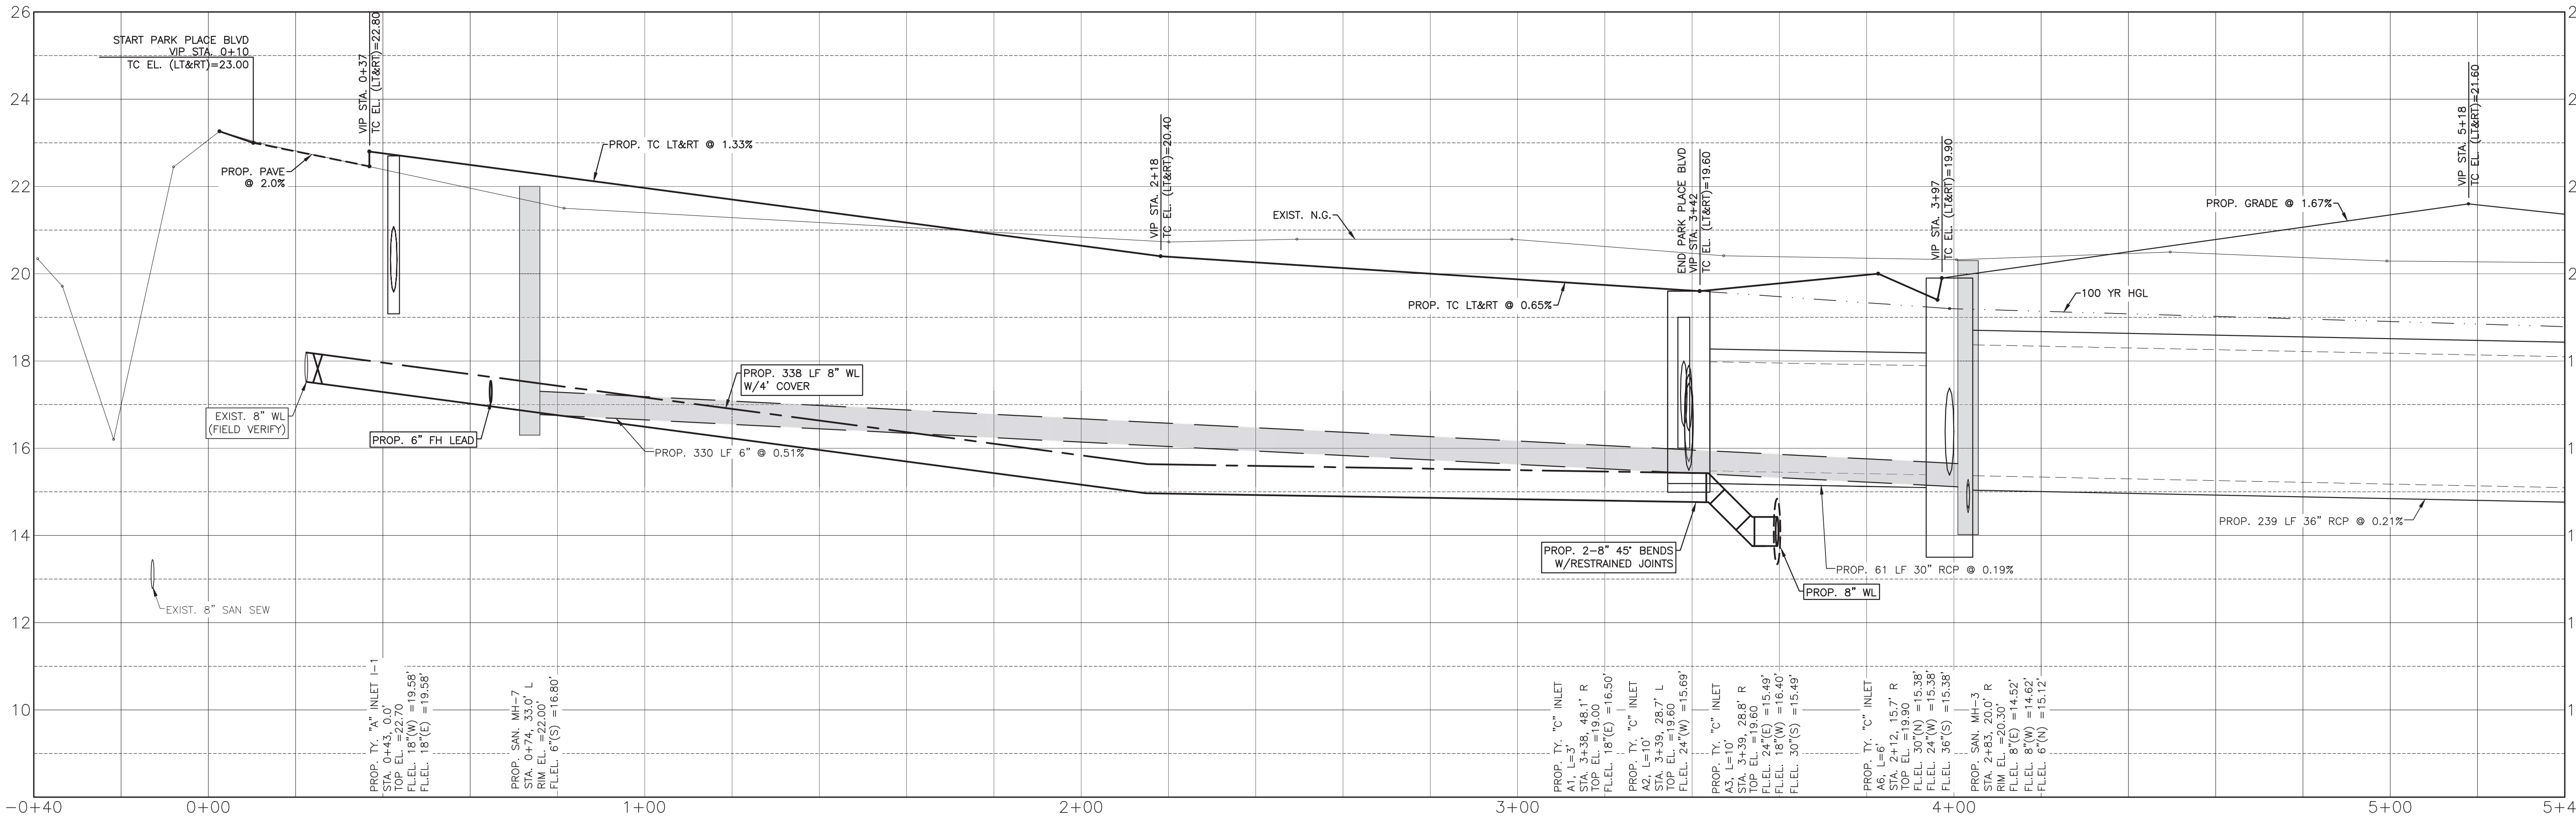 26
24
22
20
18
16
14
12
10
START PARK PLACE BLVD
VIP STA. 0+10
TC EL. (LT&RT)=23.00
VIP STA. 0+37
TC EL. (LT&RT)=22.80
PROP. PAVE
@ 2.0%
PROP. TC LT&RT @ 1.33%
VIP STA. 2+18
TC EL. (LT&RT)=20.40
EXIST. N.G.
PROP. TC LT&RT @ 0.65%
END PARK PLACE BLVD
VIP STA. 3+42
TC EL. (LT&RT)=19.60
VIP STA. 3+97
TC EL. (LT&RT)=19.90
PROP. GRADE @ 1.67%
VIP STA. 5+18
TC EL. (LT&RT)=21.60
100 YR HGL
EXIST. 8" WL
(FIELD VERIFY)
PROP. 6" FH LEAD
PROP. 338 LF 8" WL
W/4' COVER
PROP. 330 LF 6" @ 0.51%
PROP. 2-8" 45° BENDS
W/RESTRAINED JOINTS
PROP. 61 LF 30" RCP @ 0.19%
PROP. 8" WL
PROP. 239 LF 36" RCP @ 0.21%
EXIST. 8" SAN SEW
PROP. TY. "A" INLET I-1
STA. 0+43, 0.0'
TOP EL. =22.70
FL.EL. 18"(W) =19.58'
FL.EL. 18"(E) =19.58'
PROP. SAN. MH-7
STA. 0+74, 33.0' L
RIM EL. =22.00'
FL.EL. 6"(S) =16.80'
PROP. TY. "C" INLET
A1, L=3'
STA. 3+38, 48.1' R
TOP EL. =19.00
FL.EL. 18"(E) =16.50'
PROP. TY. "C" INLET
A2, L=10'
STA. 3+39, 28.7' L
TOP EL. =19.60
FL.EL. 24"(W) =15.69'
PROP. TY. "C" INLET
A3, L=10'
STA. 3+39, 28.8' R
TOP EL. =19.60
FL.EL. 24"(E) =15.49'
FL.EL. 18"(W) =16.40'
FL.EL. 30"(S) =15.49'
PROP. TY. "C" INLET
A6, L=6'
STA. 2+12, 15.7' R
TOP EL. =19.90
FL.EL. 30"(N) =15.38'
FL.EL. 24"(W) =15.38'
FL.EL. 36"(S) =15.38'
PROP. SAN. MH-3
STA. 2+83, 20.0' R
RIM EL. =20.30'
FL.EL. 8"(E) =14.52'
FL.EL. 8"(W) =14.62'
FL.EL. 6"(N) =15.12'
-0+40
0+00
1+00
2+00
3+00
4+00
5+00
5+4